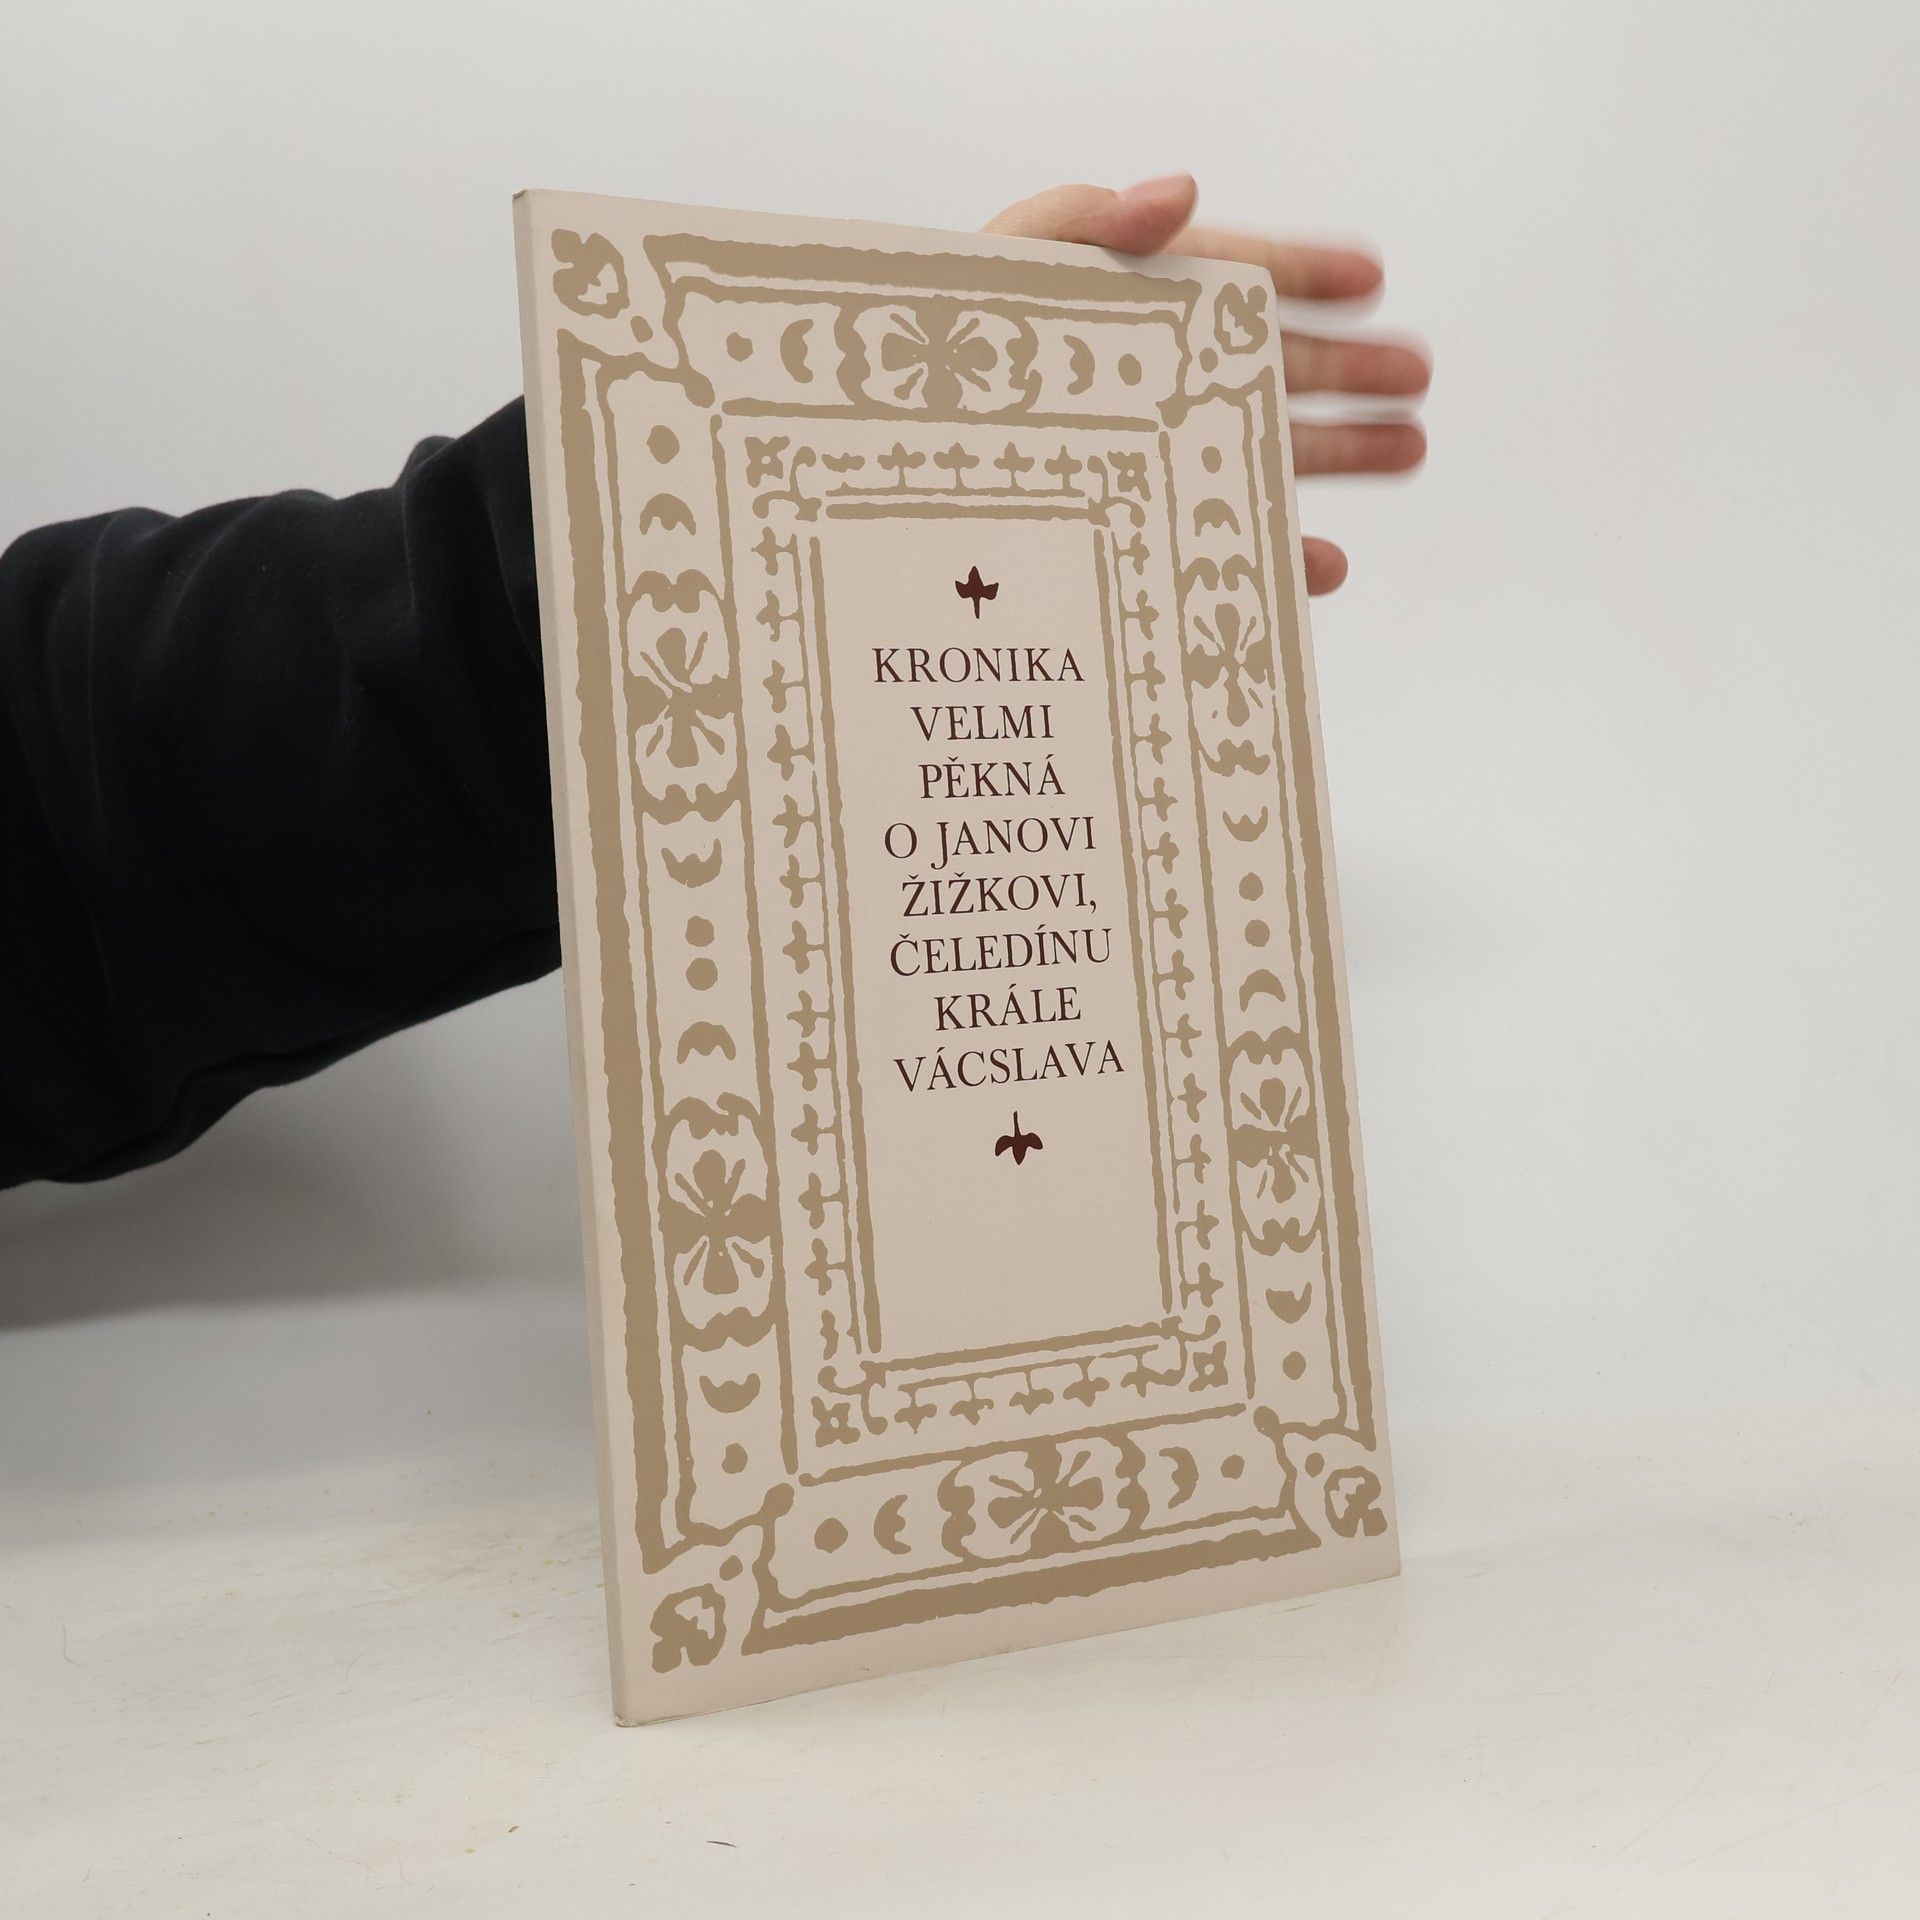 KRONIKA
VELMI
PĚKNÁ
O JANOVI
ŽIŽKOVI,
ČELEDÍNU
KRÁLE
VÁCSLAVA